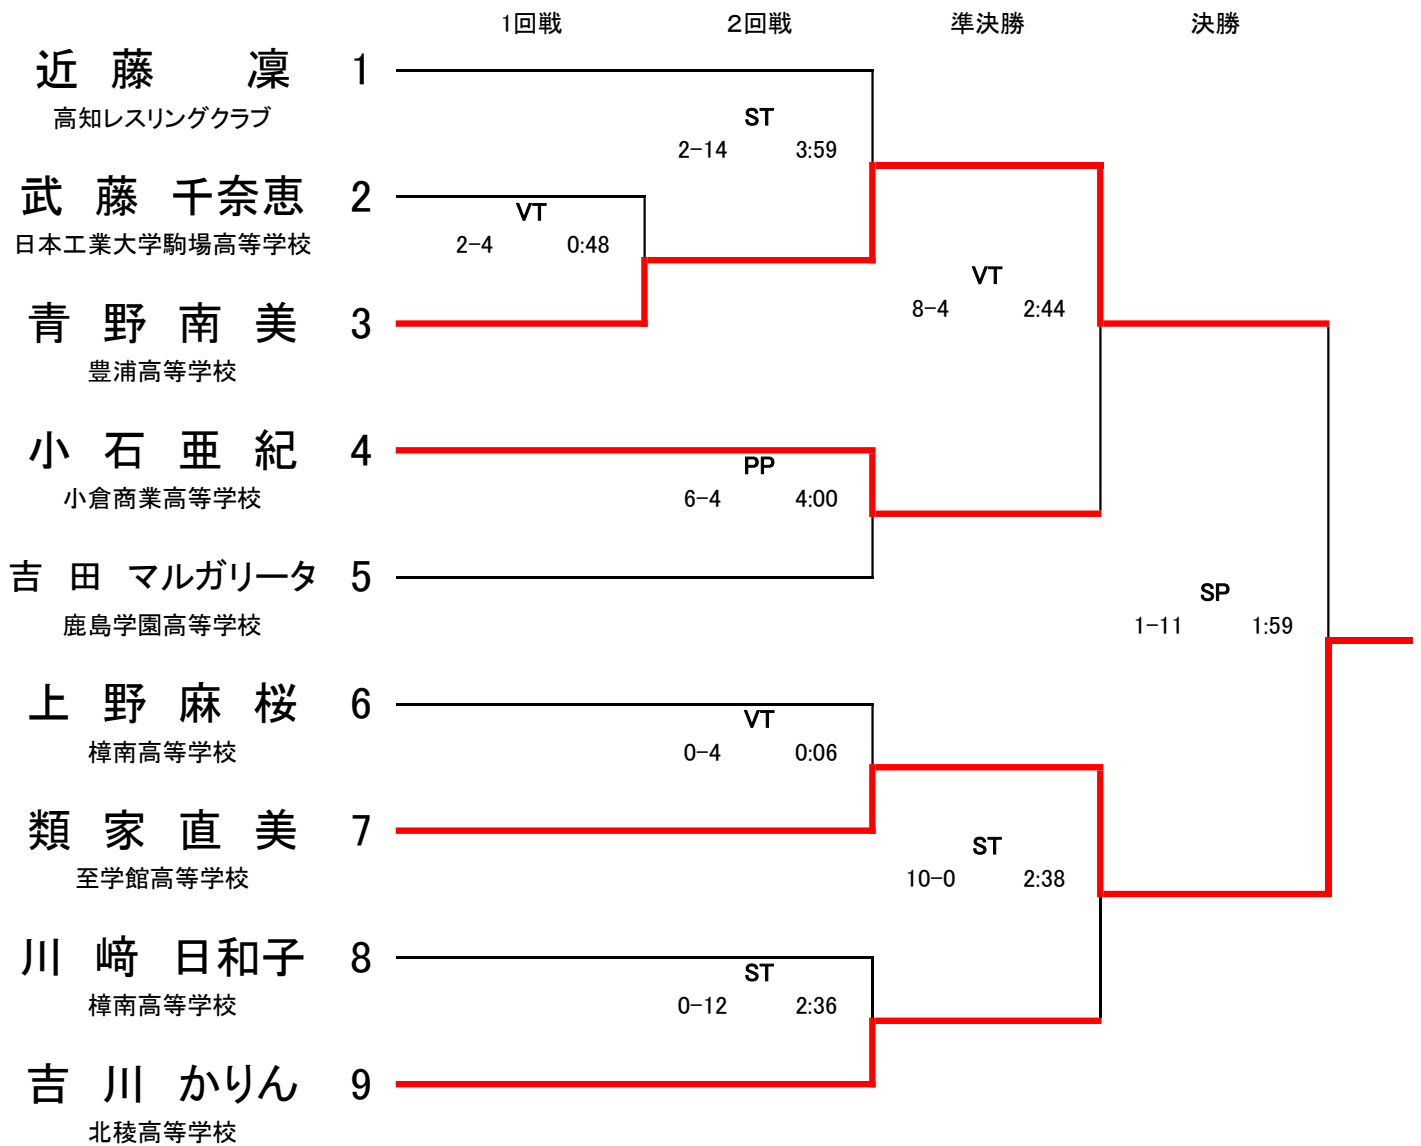 1回戦 2回戦 準決勝 決勝
近藤 凜 1
高知レスリングクラブ
ST
2-14 3:59
武藤 千奈恵 2
VT
日本工業大学駒場高等学校 2-4 0:48
VT
8-4 2:44
青野南美 3
豊浦高等学校
小石亜紀 4
PP
小倉商業高等学校 6-4 4:00
吉田 マルガリータ 5
SP
鹿島学園高等学校 1-11 1:59
上野麻桜 6
VT
樟南高等学校 0-4 0:06
類家直美 7
ST
至学館高等学校 10-0 2:38
川﨑 日和子 8
ST
樟南高等学校 0-12 2:36
吉川 かりん 9
北稜高等学校